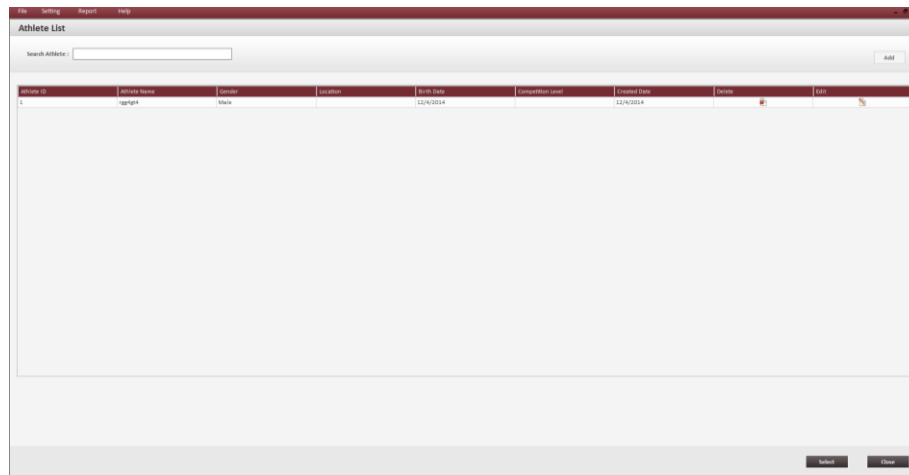 File Setting Report Help
Athlete List
Search Athlete :
Add
Athlete ID Athlete Name Gender Location Birth Date Competition Level Created Date Delete Edit
1 rgg4gt4 Male 12/4/2014 12/4/2014
Select Close